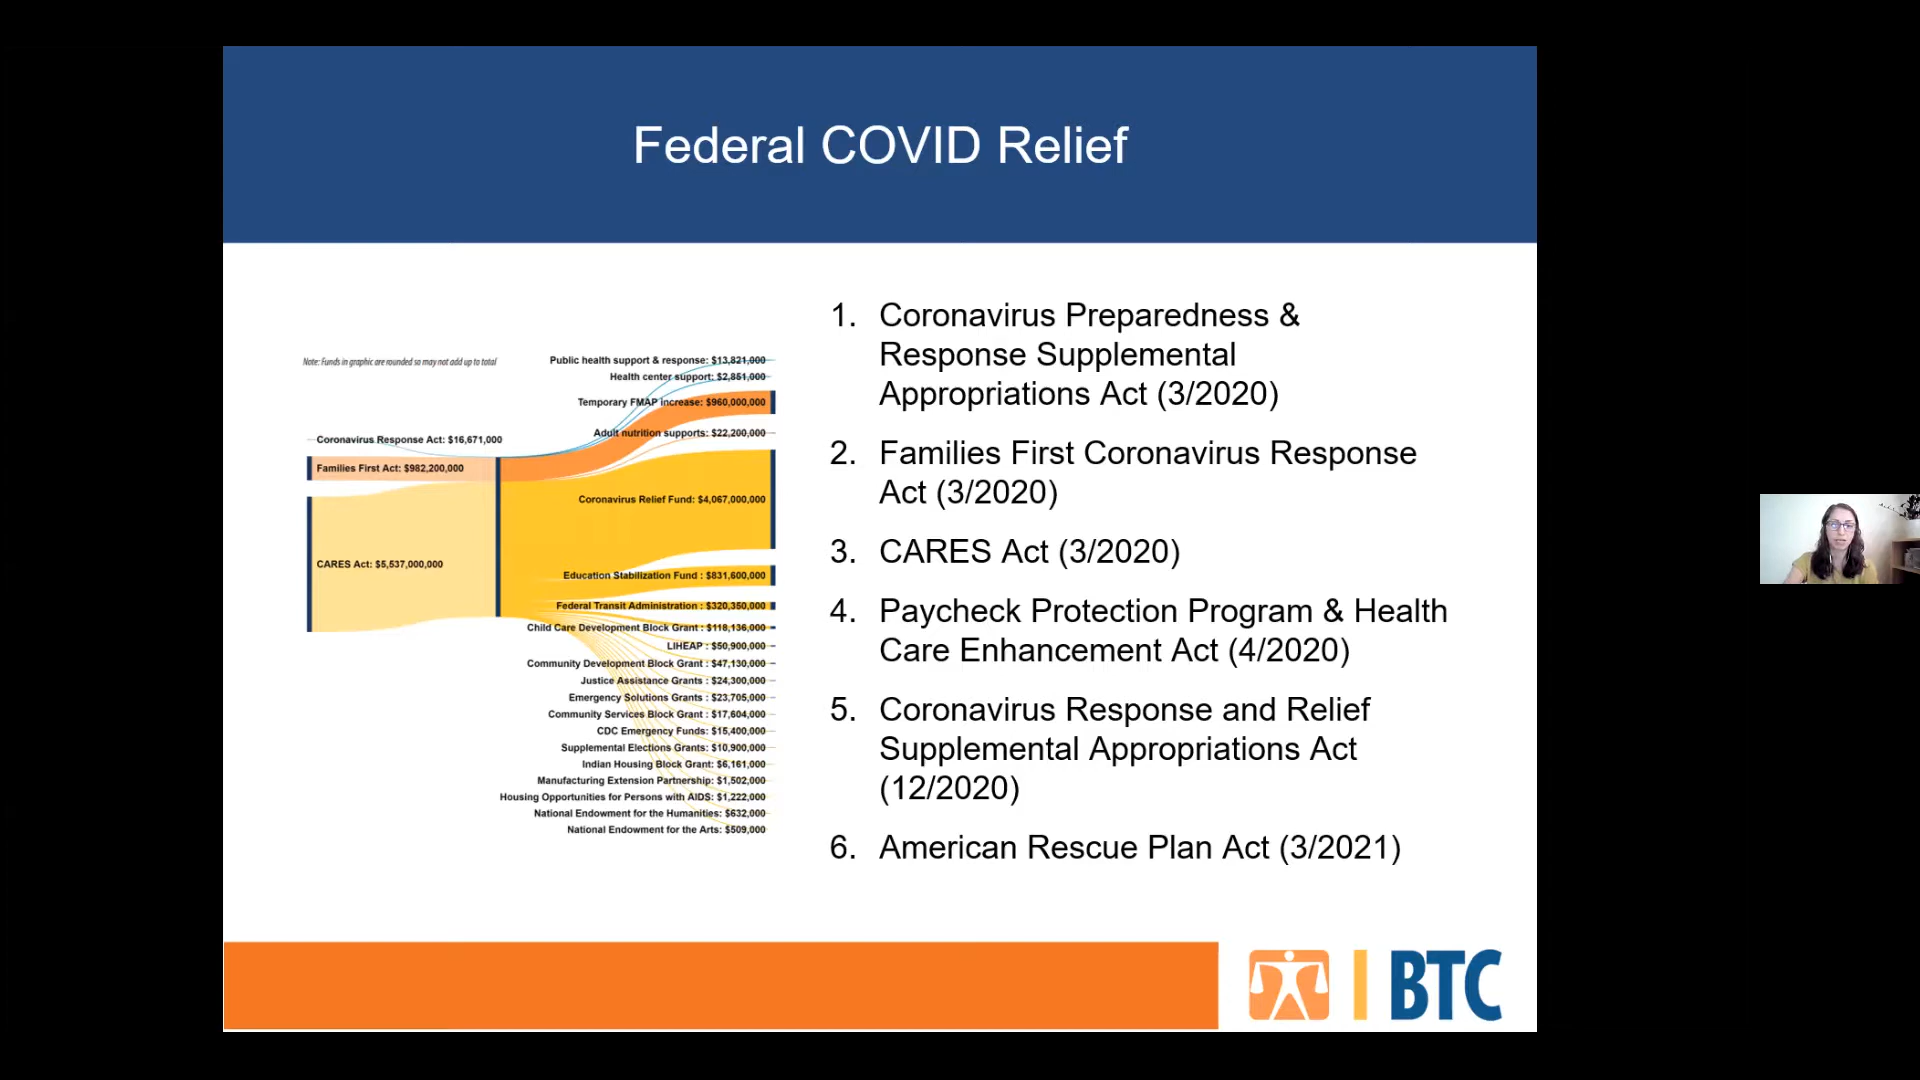 Federal COVID Relief
Note: Funds in graphic are rounded so may not add up to total
Coronavirus Response Act: $16,671,000
Families First Act: $982,200,000
CARES Act: $5,537,000,000
Public health support & response: $13,821,000
Health center support: $2,851,000
Temporary FMAP increase: $960,000,000
Adult nutrition supports: $22,200,000
Coronavirus Relief Fund: $4,067,000,000
Education Stabilization Fund : $831,600,000
Federal Transit Administration : $320,350,000
Child Care Development Block Grant : $118,136,000
LIHEAP : $50,900,000
Community Development Block Grant : $47,130,000
Justice Assistance Grants : $24,300,000
Emergency Solutions Grants : $23,705,000
Community Services Block Grant : $17,604,000
CDC Emergency Funds: $15,400,000
Supplemental Elections Grants: $10,900,000
Indian Housing Block Grant: $6,161,000
Manufacturing Extension Partnership: $1,502,000
Housing Opportunities for Persons with AIDS: $1,222,000
National Endowment for the Humanities: $632,000
National Endowment for the Arts: $509,000
1. Coronavirus Preparedness &
Response Supplemental
Appropriations Act (3/2020)
2. Families First Coronavirus Response
Act (3/2020)
3. CARES Act (3/2020)
4. Paycheck Protection Program & Health
Care Enhancement Act (4/2020)
5. Coronavirus Response and Relief
Supplemental Appropriations Act
(12/2020)
6. American Rescue Plan Act (3/2021)
BTC